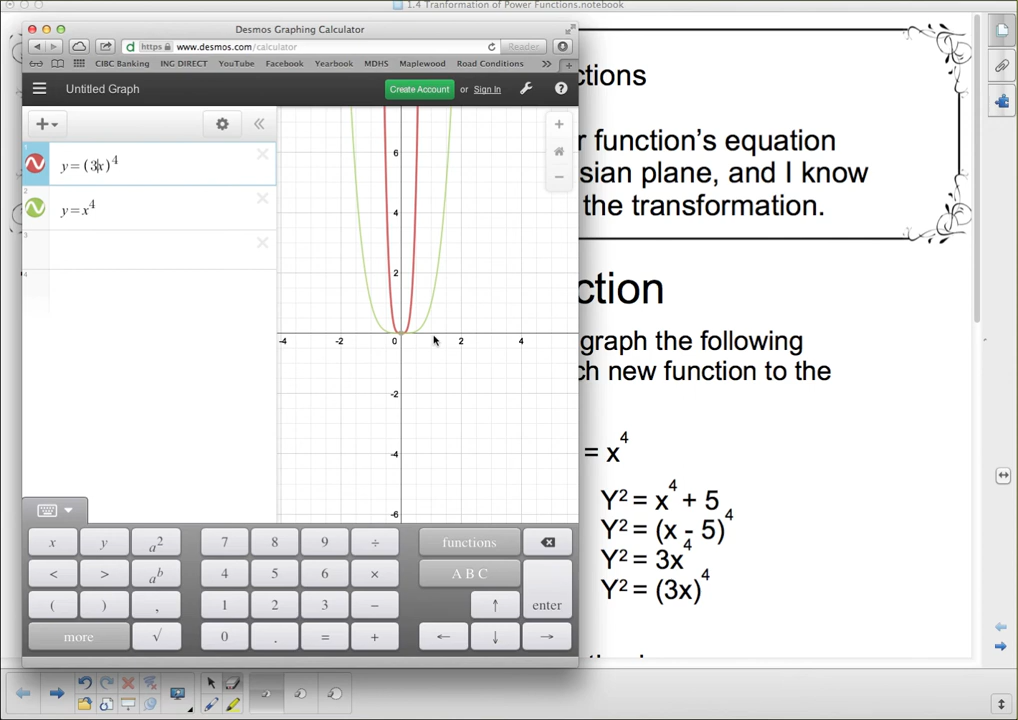 1.4 Tranformation of Power Functions.notebook
Desmos Graphing Calculator
https www.desmos.com/calculator Reader
CIBC Banking ING DIRECT YouTube Facebook Yearbook MDHS Maplewood Road Conditions >>
Untitled Graph Create Account or Sign In ?
+ «
1 y = (3x)⁴
2 y = x⁴
3
4
6
4
2
-4 -2 0 2 4
-2
-4
-6
+
−
ctions
r function's equation
sian plane, and I know
the transformation.
ction
graph the following
ch new function to the
= x⁴
Y² = x⁴ + 5
Y² = (x - 5)⁴
Y² = 3x⁴
Y² = (3x)⁴
x y a² 7 8 9 ÷ functions
< > aᵇ 4 5 6 × A B C
( ) , 1 2 3 − ↑ enter
more √ 0 . = + ← ↓ →